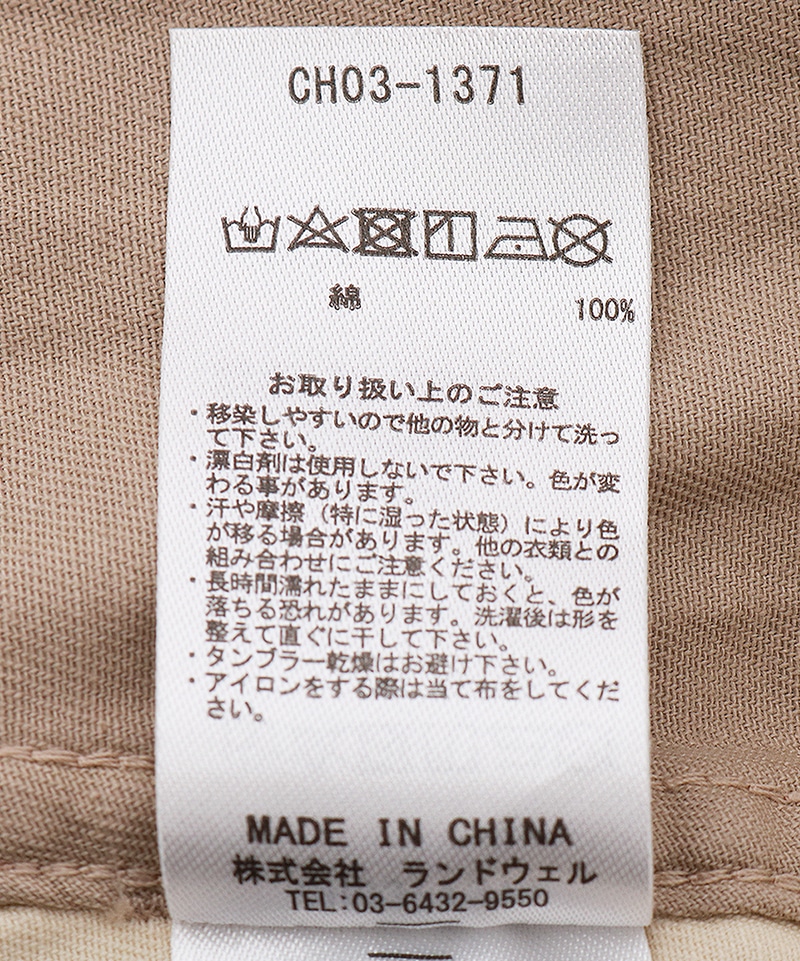 CH03-1371
綿 100%
お取り扱い上のご注意
・移染しやすいので他の物と分けて洗っ
て下さい。
・漂白剤は使用しないで下さい。色が変
わる事があります。
・汗や摩擦（特に湿った状態）により色
が移る場合があります。他の衣類との
組み合わせにご注意ください。
・長時間濡れたままにしておくと、色が
落ちる恐れがあります。洗濯後は形を
整えて直ぐに干して下さい。
・タンブラー乾燥はお避け下さい。
・アイロンをする際は当て布をしてくだ
さい。
MADE IN CHINA
株式会社 ランドウェル
TEL:03-6432-9550